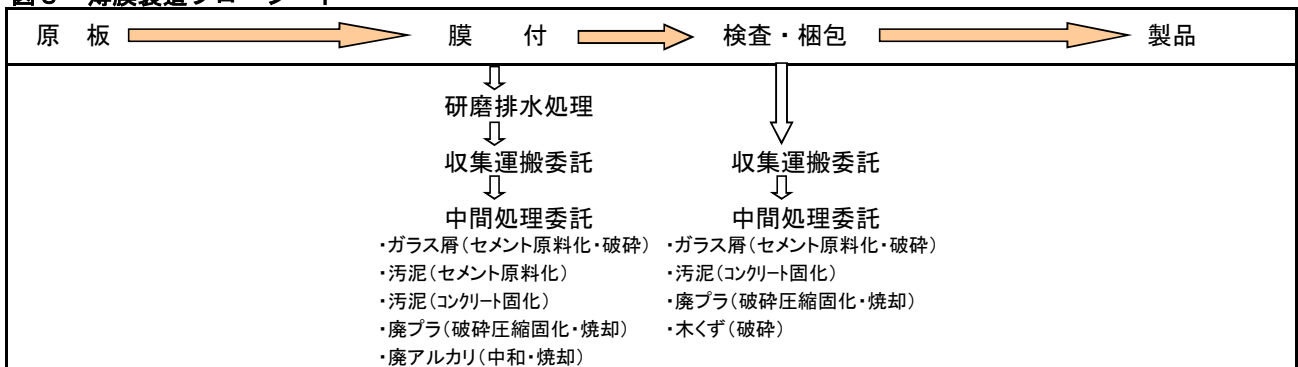 原　板　膜　付　検査・梱包　製品
研磨排水処理
収集運搬委託　収集運搬委託
中間処理委託　中間処理委託
・ガラス屑（セメント原料化・破砕）　・ガラス屑（セメント原料化・破砕）
・汚泥（セメント原料化）　・汚泥（コンクリート固化）
・汚泥（コンクリート固化）　・廃プラ（破砕圧縮固化・焼却）
・廃プラ（破砕圧縮固化・焼却）　・木くず（破砕）
・廃アルカリ（中和・焼却）